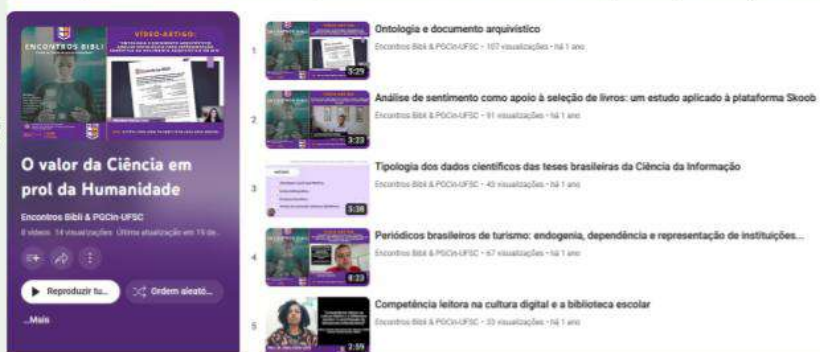 ENCONTROS BIBLI
VÍDEO-ARTIGO:
O valor da Ciência em
prol da Humanidade
Encontros Bibli & PGCin-UFSC
8 vídeos 14 visualizações Última atualização em 19 de...
Reproduzir tu...
Ordem aleató...
...Mais
1
Ontologia e documento arquivístico
Encontros Bibli & PGCin-UFSC • 107 visualizações • há 1 ano
5:29
2
Análise de sentimento como apoio à seleção de livros: um estudo aplicado à plataforma Skoob
Encontros Bibli & PGCin-UFSC • 91 visualizações • há 1 ano
3:23
3
Tipologia dos dados científicos das teses brasileiras da Ciência da Informação
Encontros Bibli & PGCin-UFSC • 43 visualizações • há 1 ano
5:38
4
Periódicos brasileiros de turismo: endogenia, dependência e representação de instituições...
Encontros Bibli & PGCin-UFSC • 67 visualizações • há 1 ano
8:23
5
Competência leitora na cultura digital e a biblioteca escolar
Encontros Bibli & PGCin-UFSC • 33 visualizações • há 1 ano
2:59